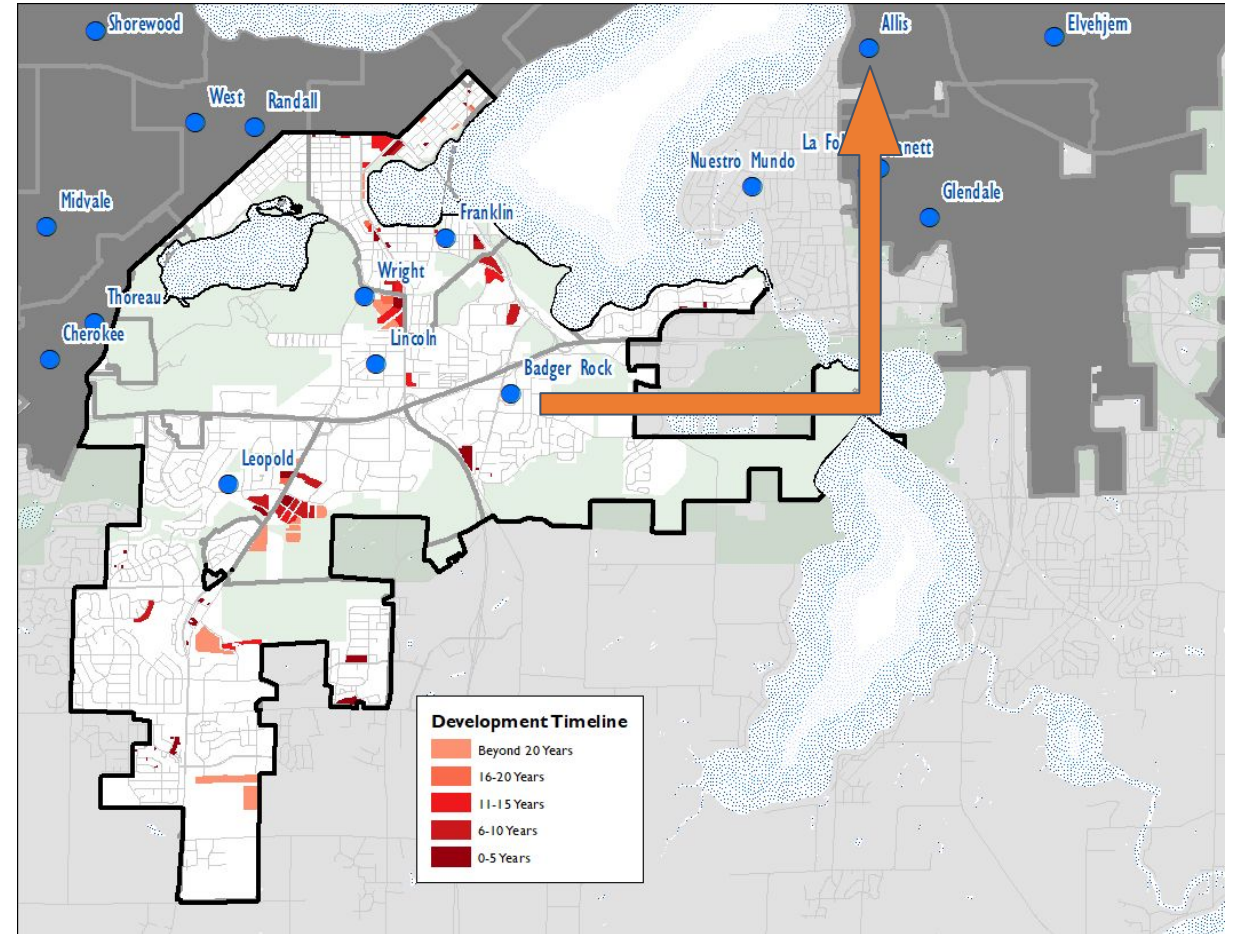 Shorewood
Allis
Elvehjem
West
Randall
La Fol
nnett
Nuestro Mundo
Midvale
Glendale
Franklin
Wright
Thoreau
Cherokee
Lincoln
Badger Rock
Leopold
Development Timeline
Beyond 20 Years
16-20 Years
11-15 Years
6-10 Years
0-5 Years